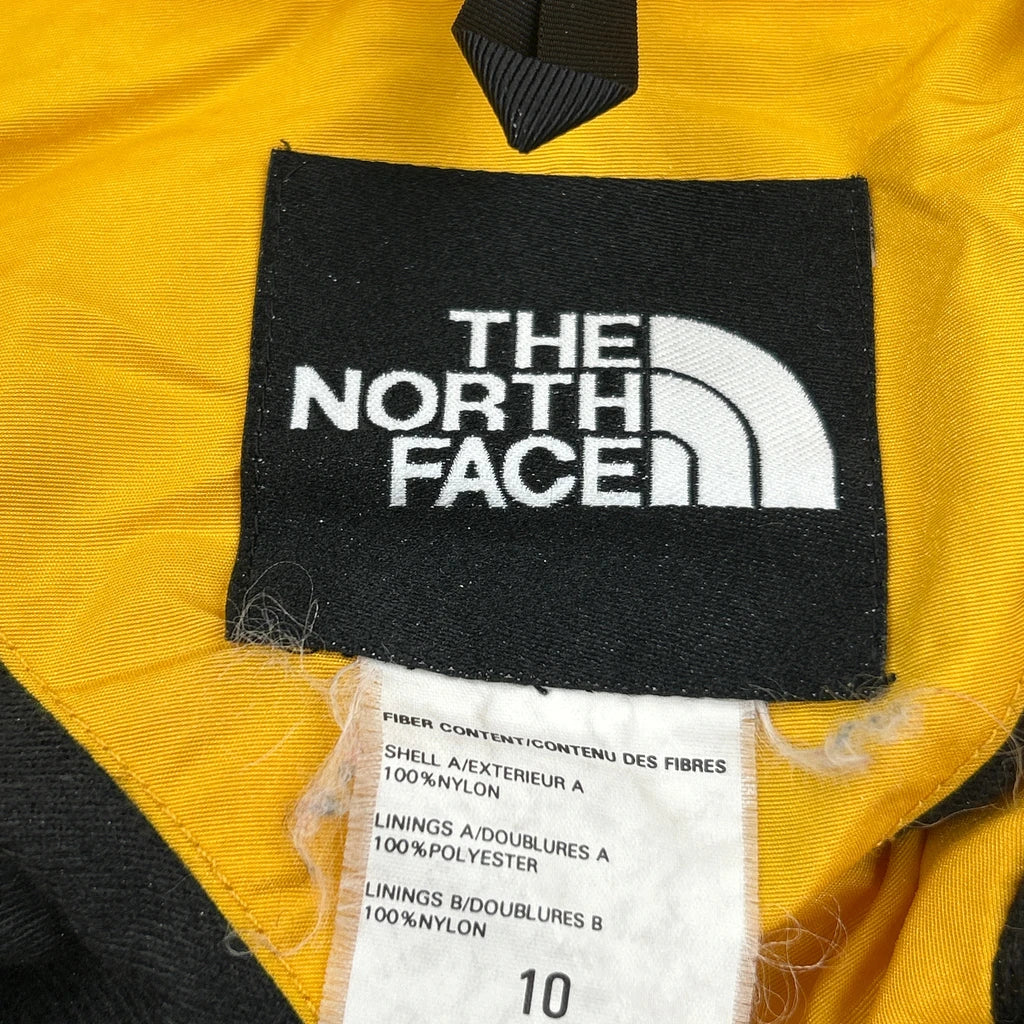 THE
NORTH
FACE
FIBER CONTENT/CONTENU DES FIBRES
SHELL A/EXTERIEUR A
100%NYLON
LININGS A/DOUBLURES A
100%POLYESTER
LININGS B/DOUBLURES B
100%NYLON
10